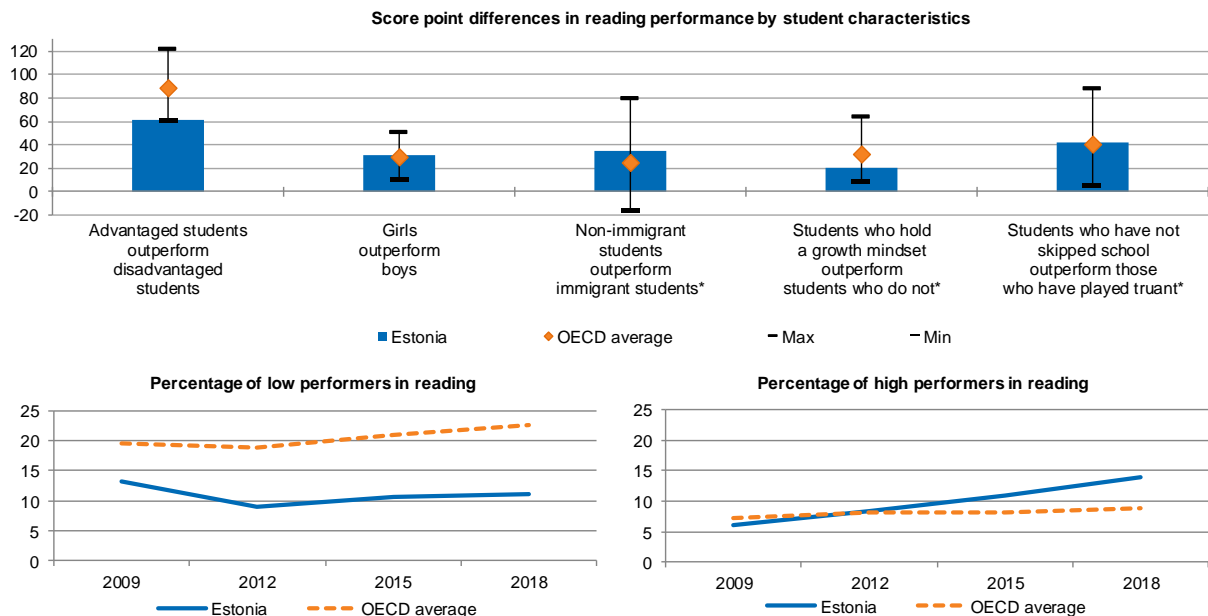 Score point differences in reading performance by student characteristics
120
100
80
60
40
20
0
-20
Advantaged students
outperform
disadvantaged
students
Girls
outperform
boys
Non-immigrant
students
outperform
immigrant students*
Students who hold
a growth mindset
outperform
students who do not*
Students who have not
skipped school
outperform those
who have played truant*
Estonia
OECD average
Max
Min
Percentage of low performers in reading
25
20
15
10
5
0
2009
2012
2015
2018
Estonia
OECD average
Percentage of high performers in reading
25
20
15
10
5
0
2009
2012
2015
2018
Estonia
OECD average